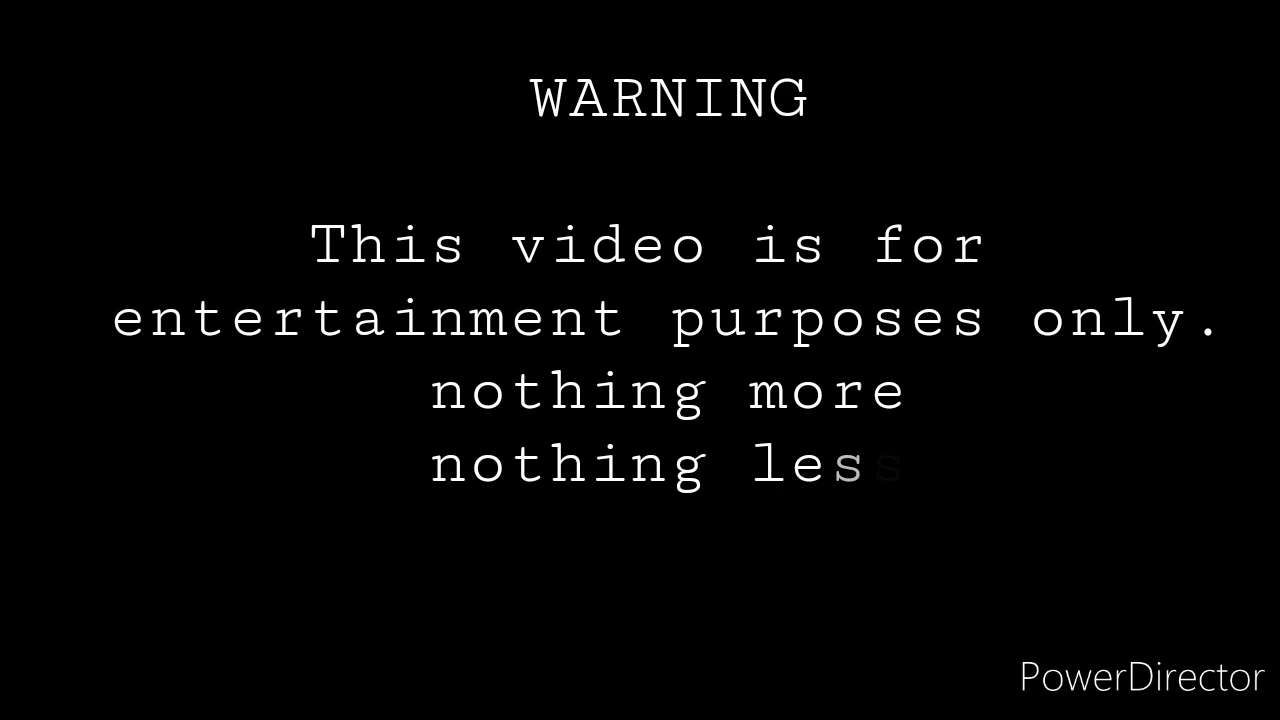 WARNING
This video is for
entertainment purposes only.
nothing more
nothing less
PowerDirector